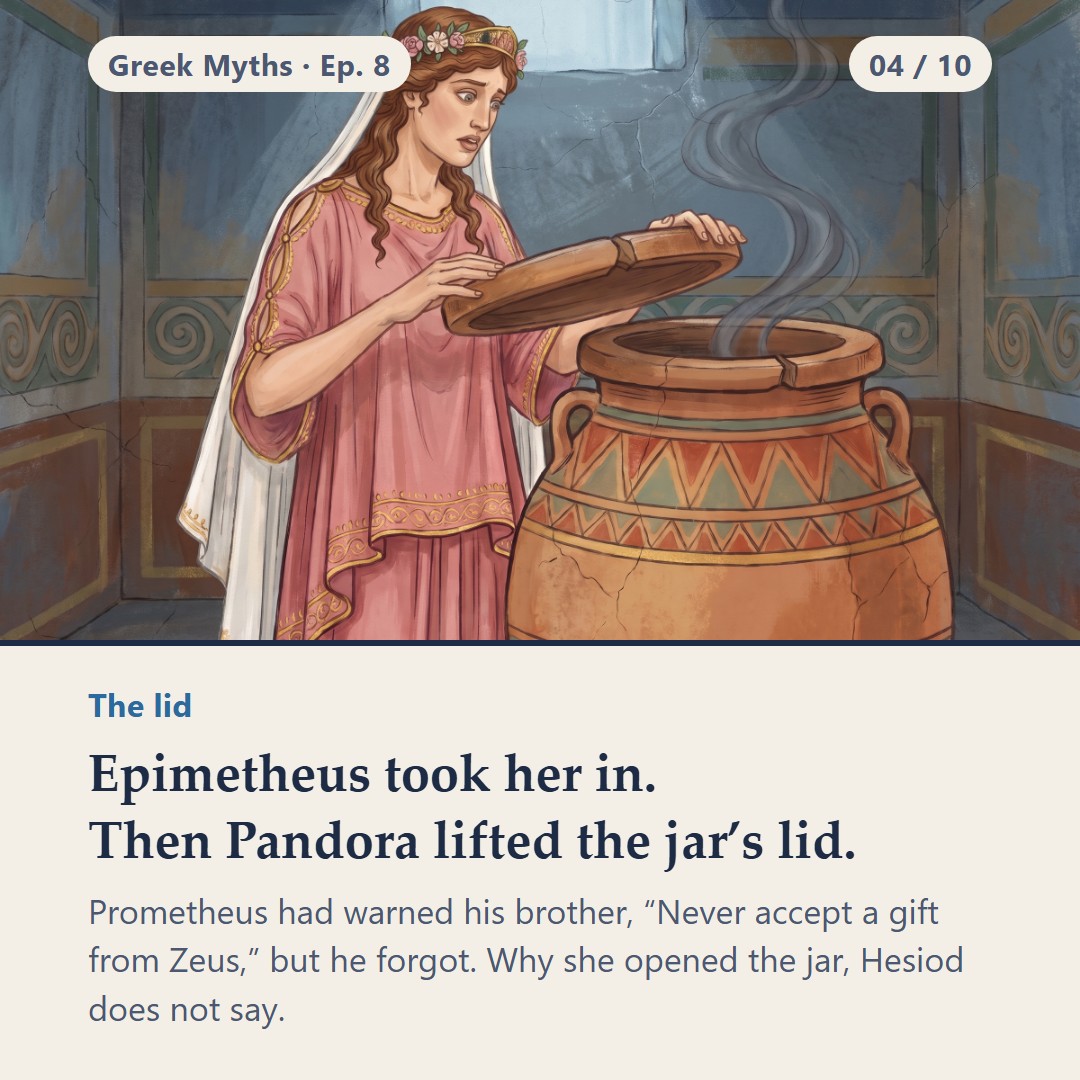 Greek Myths · Ep. 8
04 / 10
The lid
Epimetheus took her in.
Then Pandora lifted the jar’s lid.
Prometheus had warned his brother, “Never accept a gift
from Zeus,” but he forgot. Why she opened the jar, Hesiod
does not say.